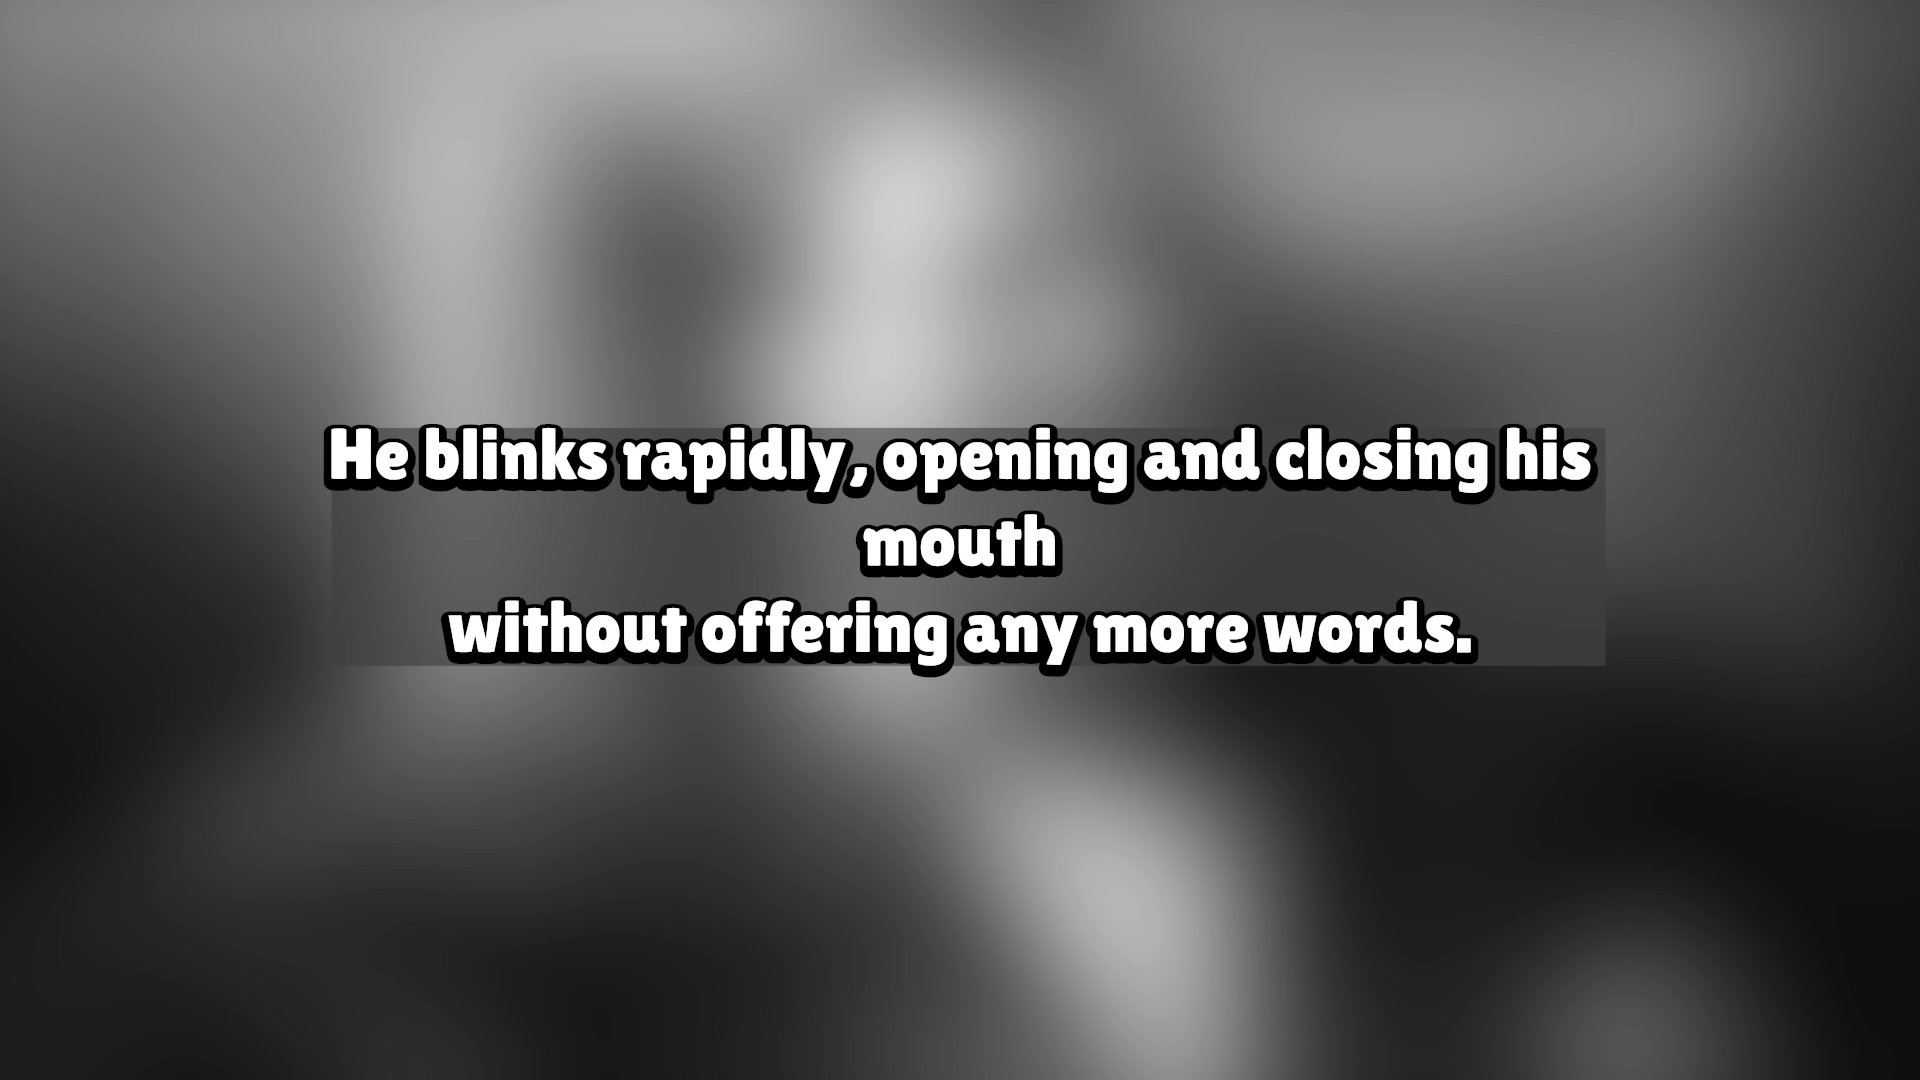 He blinks rapidly, opening and closing his
mouth
without offering any more words.